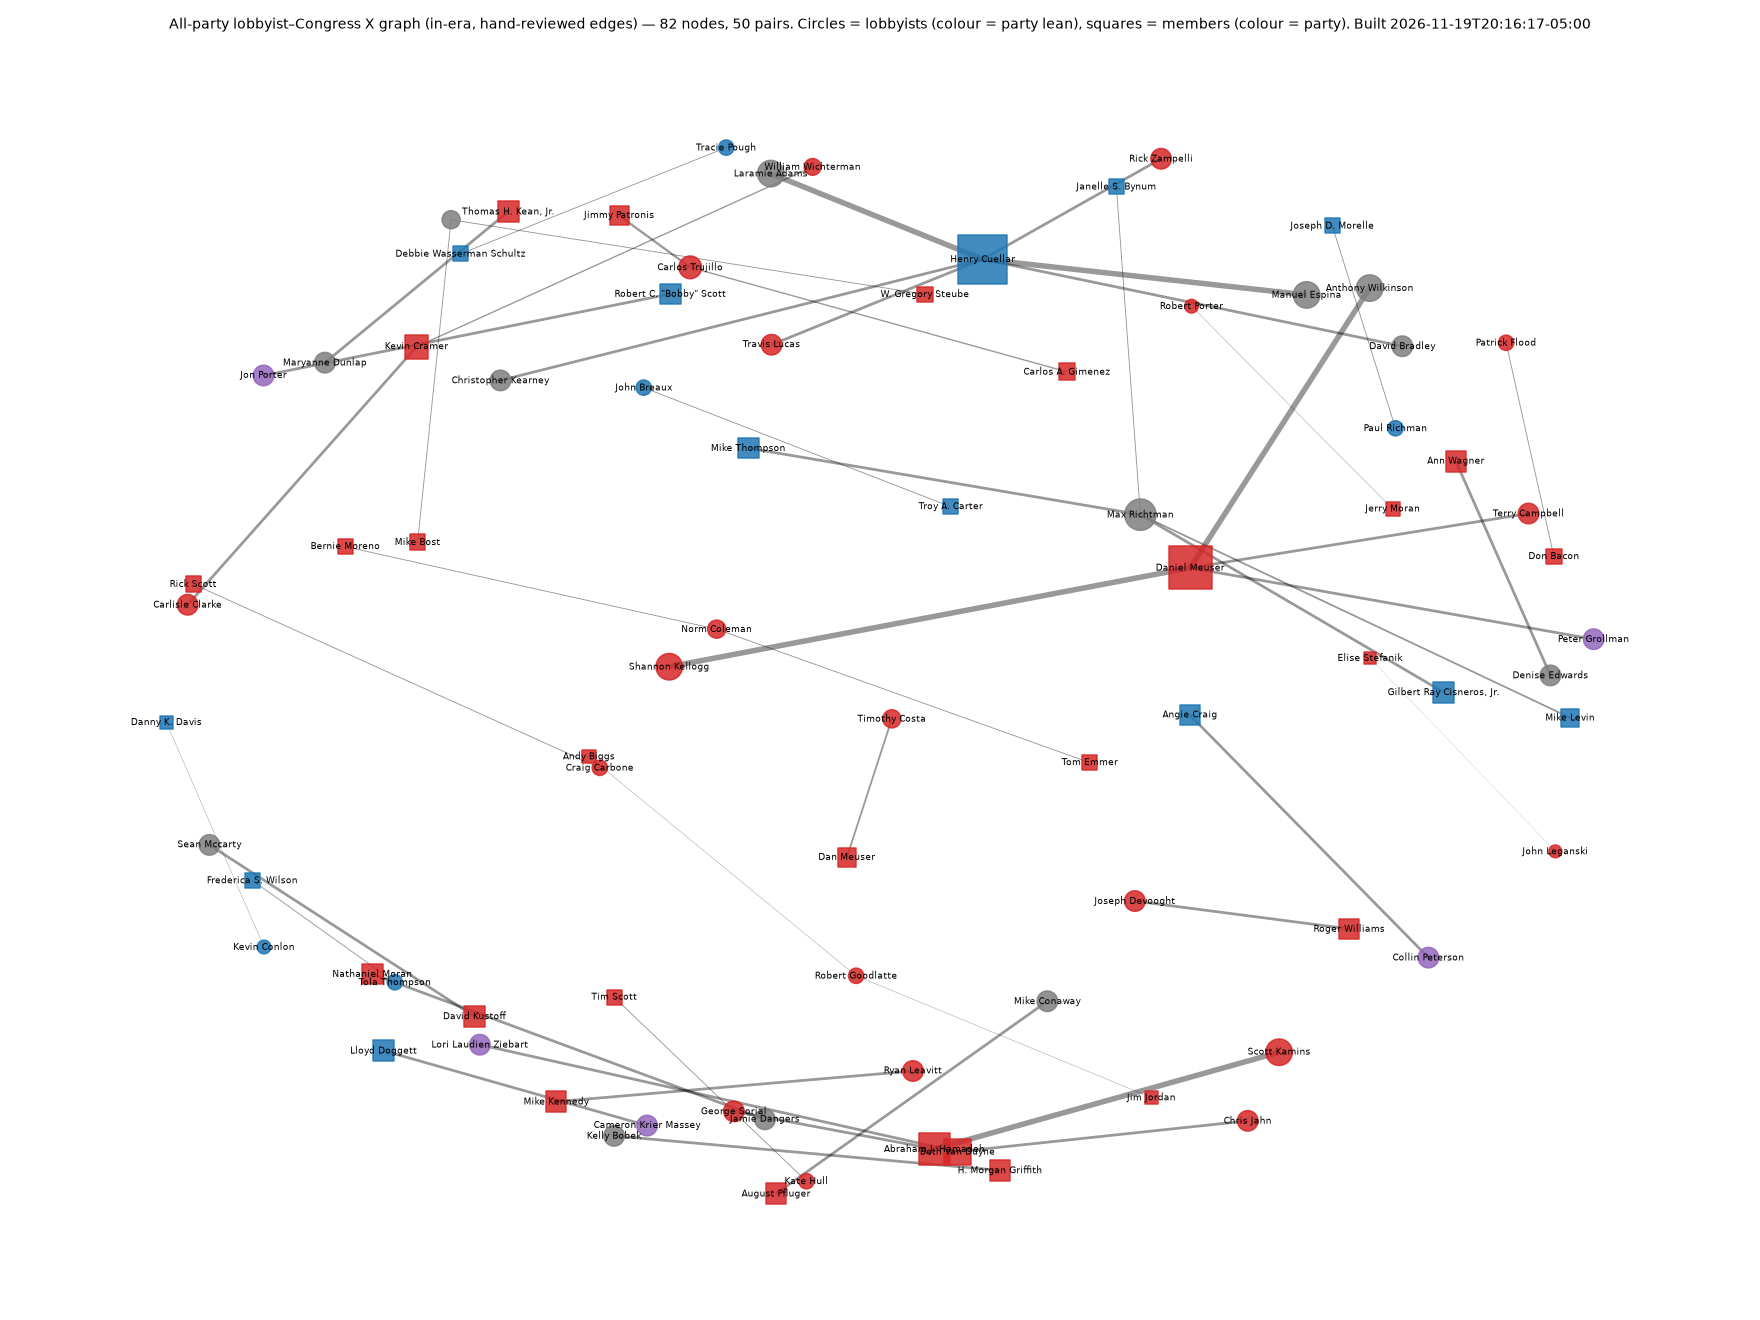 All-party lobbyist–Congress X graph (in-era, hand-reviewed edges) — 82 nodes, 50 pairs. Circles = lobbyists (colour = party lean), squares = members (colour = party). Built 2026-11-19T20:16:17-05:00
Tracie Pough
William Wichterman
Rick Zampelli
Laramie Adams
Janelle S. Bynum
Thomas H. Kean, Jr.
Jimmy Patronis
Joseph D. Morelle
Debbie Wasserman Schultz
Henry Cuellar
Carlos Trujillo
Anthony Wilkinson
Robert C. "Bobby" Scott
W. Gregory Steube
Manuel Espina
Robert Porter
Kevin Cramer
Travis Lucas
David Bradley
Patrick Flood
Maryanne Dunlap
Jon Porter
Christopher Kearney
Carlos A. Gimenez
John Breaux
Paul Richman
Mike Thompson
Ann Wagner
Troy A. Carter
Jerry Moran
Max Richtman
Terry Campbell
Bernie Moreno
Mike Bost
Don Bacon
Daniel Meuser
Rick Scott
Carlisle Clarke
Norm Coleman
Peter Grollman
Shannon Kellogg
Elise Stefanik
Denise Edwards
Gilbert Ray Cisneros, Jr.
Danny K. Davis
Timothy Costa
Angie Craig
Mike Levin
Andy Biggs
Craig Carbone
Tom Emmer
Sean Mccarty
Dan Meuser
John Leganski
Frederica S. Wilson
Joseph Devooght
Roger Williams
Kevin Conlon
Collin Peterson
Nathaniel Moran
Tola Thompson
Robert Goodlatte
Tim Scott
Mike Conaway
David Kustoff
Lloyd Doggett
Lori Laudien Ziebart
Scott Kamins
Ryan Leavitt
Mike Kennedy
Jim Jordan
George Sorial
Jamie Dangers
Cameron Krier Massey
Chris Jahn
Kelly Bobek
Abraham J. Hamadeh
Beth Van Duyne
H. Morgan Griffith
Kate Hull
August Pfluger